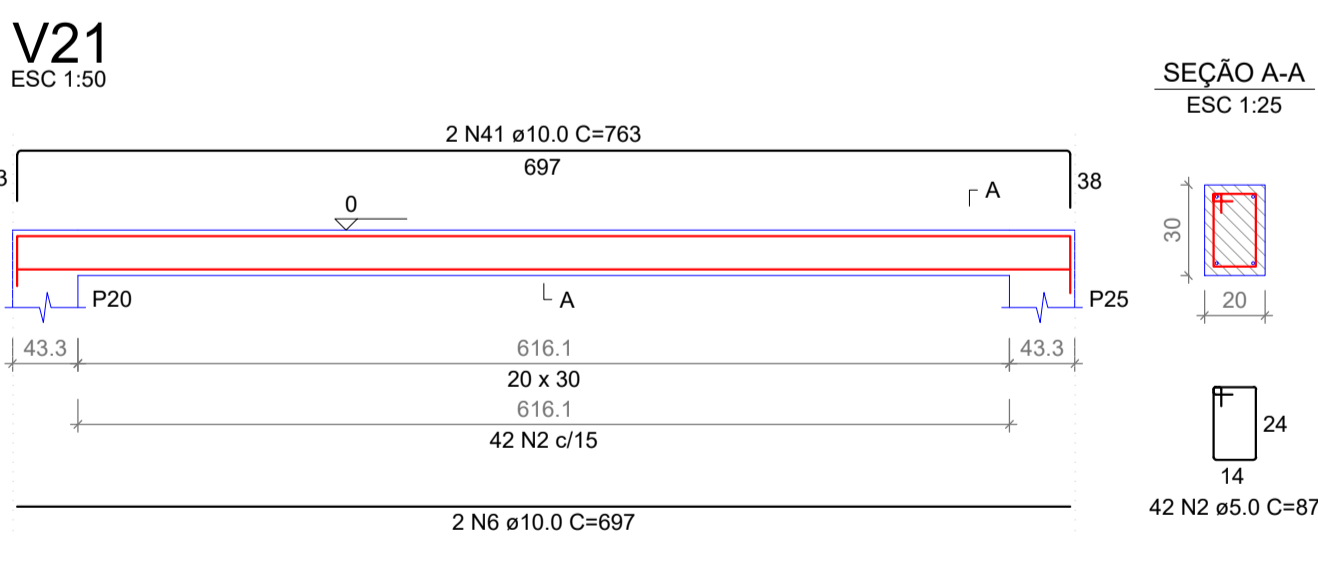 V21
ESC 1:50
SEÇÃO A-A
ESC 1:25
2 N41 ø10.0 C=763
697
3
38
A
0
30
20
A
P20
P25
43.3
616.1
43.3
20 x 30
616.1
42 N2 c/15
24
14
42 N2 ø5.0 C=87
2 N6 ø10.0 C=697